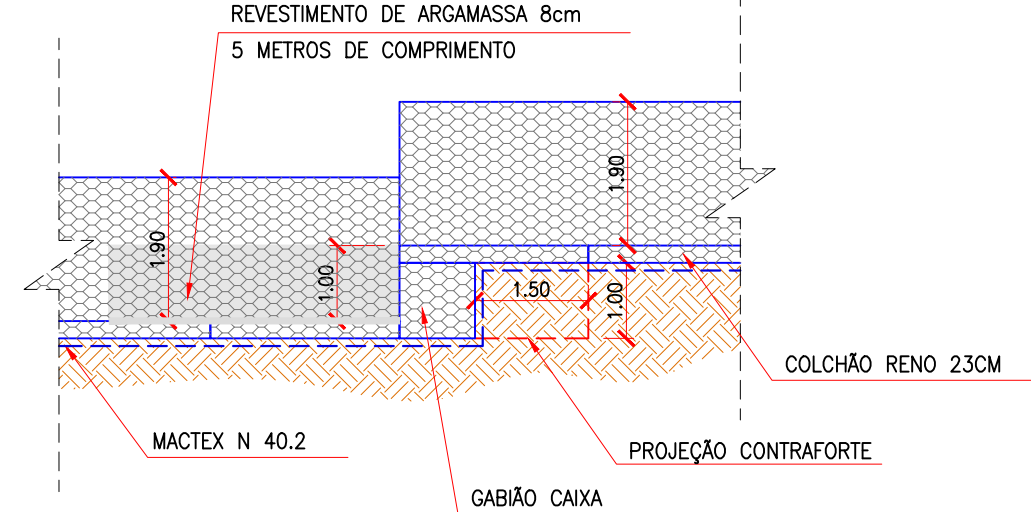 REVESTIMENTO DE ARGAMASSA 8cm
5 METROS DE COMPRIMENTO
1.90
1.90
1.00
1.50
1.00
COLCHÃO RENO 23CM
MACTEX N 40.2
PROJEÇÃO CONTRAFORTE
GABIÃO CAIXA